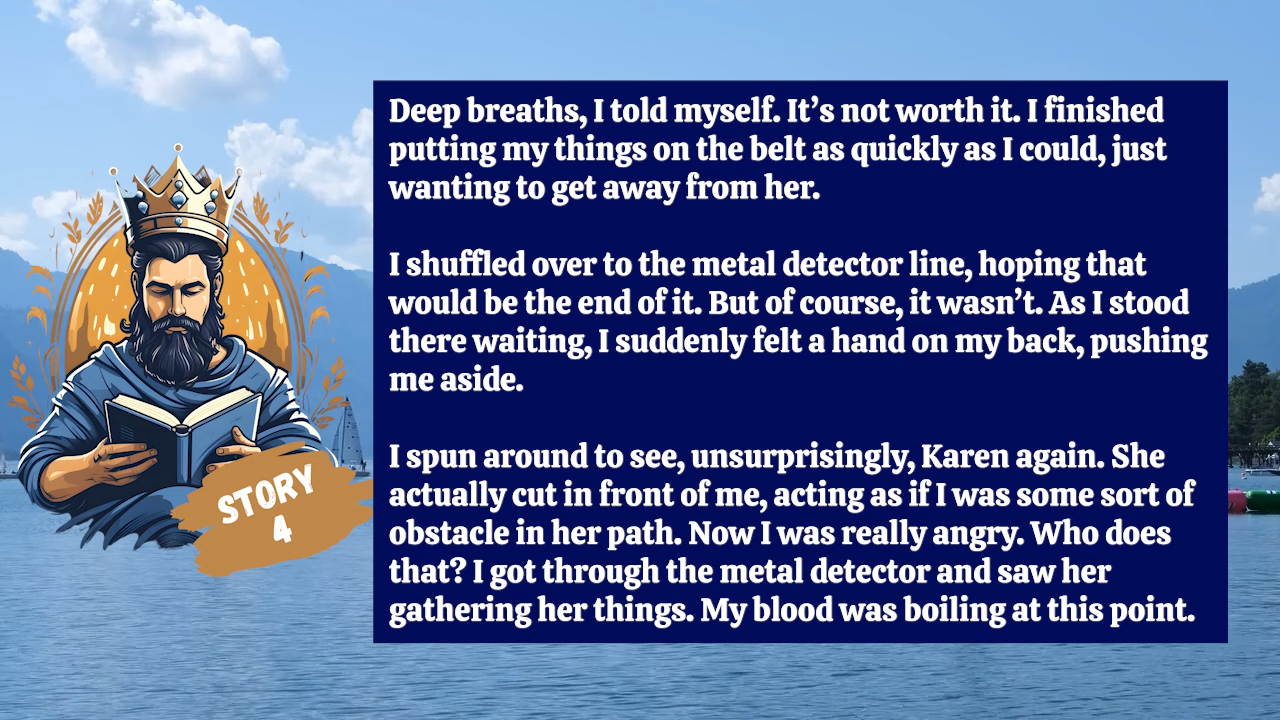 Deep breaths, I told myself. It’s not worth it. I finished
putting my things on the belt as quickly as I could, just
wanting to get away from her.
I shuffled over to the metal detector line, hoping that
would be the end of it. But of course, it wasn’t. As I stood
there waiting, I suddenly felt a hand on my back, pushing
me aside.
I spun around to see, unsurprisingly, Karen again. She
actually cut in front of me, acting as if I was some sort of
obstacle in her path. Now I was really angry. Who does
that? I got through the metal detector and saw her
gathering her things. My blood was boiling at this point.
STORY
4